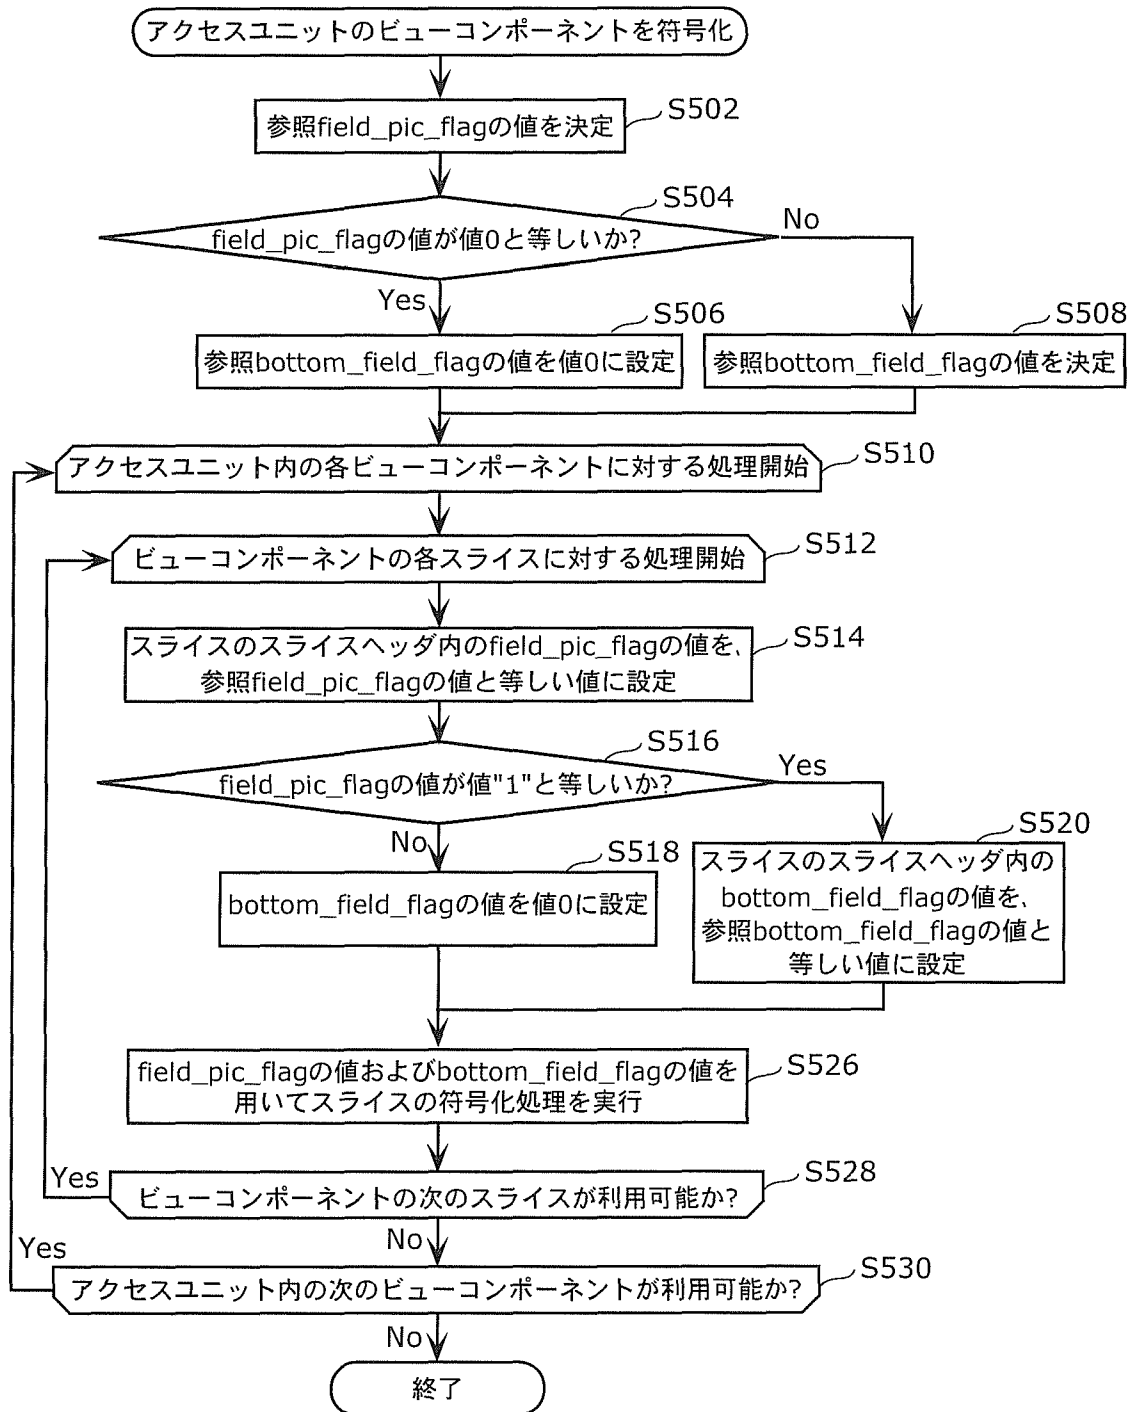 アクセスユニットのビューコンポーネントを符号化
S502
参照field_pic_flagの値を決定
S504
field_pic_flagの値が値0と等しいか?
No
Yes
S506
参照bottom_field_flagの値を値0に設定
S508
参照bottom_field_flagの値を決定
S510
アクセスユニット内の各ビューコンポーネントに対する処理開始
S512
ビューコンポーネントの各スライスに対する処理開始
S514
スライスのスライスヘッダ内のfield_pic_flagの値を、
参照field_pic_flagの値と等しい値に設定
S516
field_pic_flagの値が値"1"と等しいか?
Yes
No
S518
bottom_field_flagの値を値0に設定
S520
スライスのスライスヘッダ内の
bottom_field_flagの値を、
参照bottom_field_flagの値と
等しい値に設定
S526
field_pic_flagの値およびbottom_field_flagの値を
用いてスライスの符号化処理を実行
S528
Yes
ビューコンポーネントの次のスライスが利用可能か?
No
S530
Yes
アクセスユニット内の次のビューコンポーネントが利用可能か?
No
終了